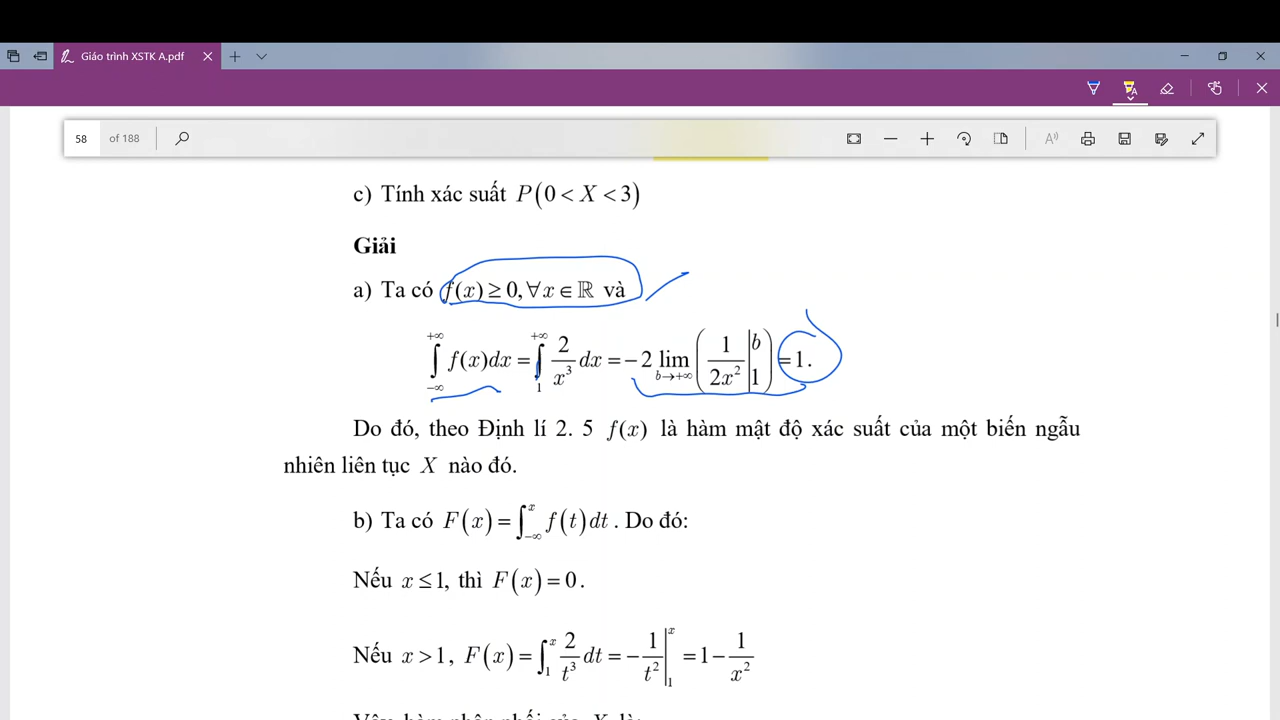 Giáo trình XSTK A.pdf
58 of 188
c) Tính xác suất P(0 < X < 3)
Giải
a) Ta có f(x) ≥ 0, ∀x ∈ ℝ và
∫_{-∞}^{+∞} f(x)dx = ∫_{1}^{+∞} 2/x³ dx = −2 lim_{b→+∞} (1/2x² |_{1}^{b}) = 1.
Do đó, theo Định lí 2. 5 f(x) là hàm mật độ xác suất của một biến ngẫu
nhiên liên tục X nào đó.
b) Ta có F(x) = ∫_{-∞}^{x} f(t)dt . Do đó:
Nếu x ≤ 1, thì F(x) = 0.
Nếu x > 1, F(x) = ∫_{1}^{x} 2/t³ dt = −1/t² |_{1}^{x} = 1 − 1/x²